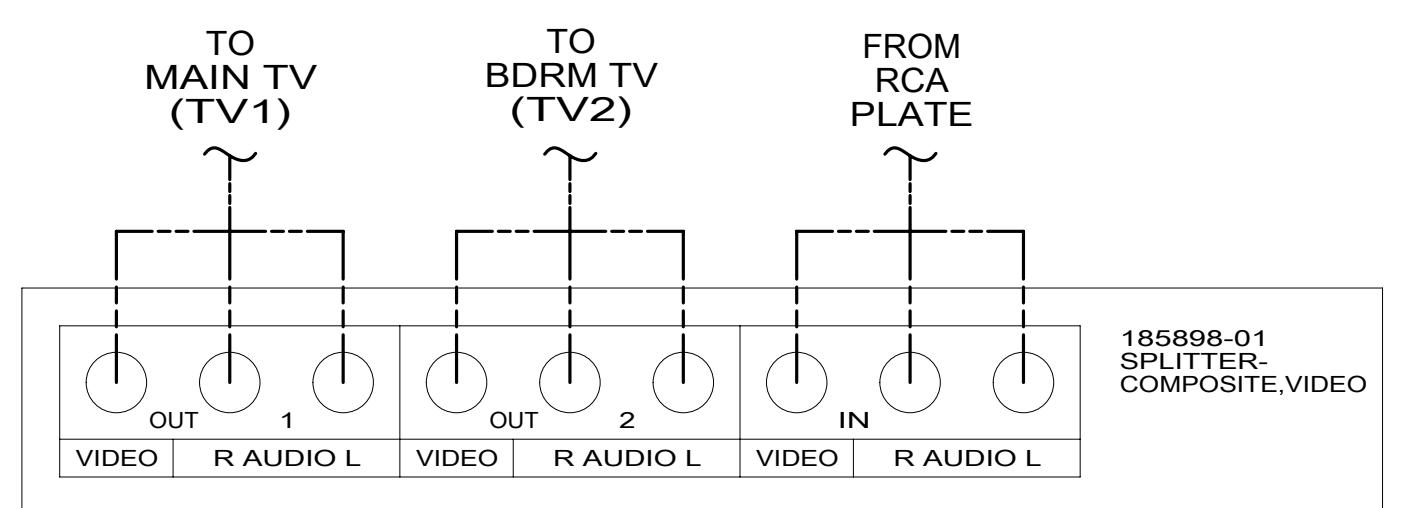 TO
MAIN TV
(TV1)
TO
BDRM TV
(TV2)
FROM
RCA
PLATE
185898-01
SPLITTER-
COMPOSITE,VIDEO
OUT 1
OUT 2
IN
VIDEO
R AUDIO L
VIDEO
R AUDIO L
VIDEO
R AUDIO L